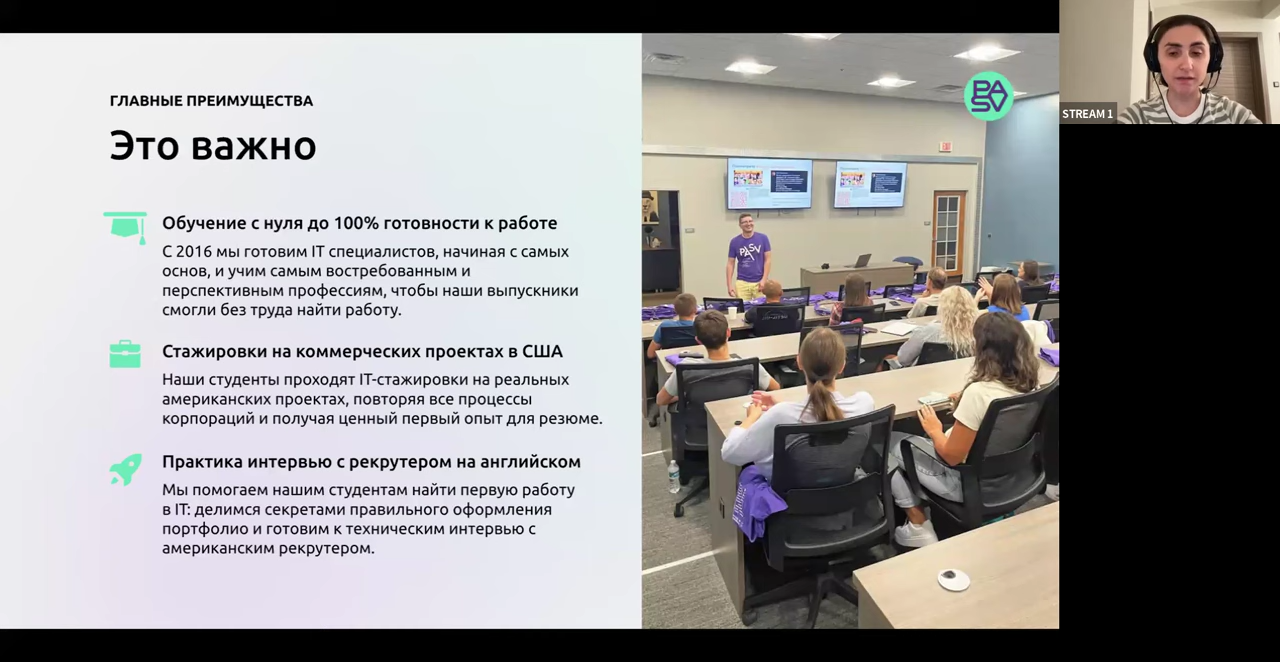 ГЛАВНЫЕ ПРЕИМУЩЕСТВА
Это важно
Обучение с нуля до 100% готовности к работе
С 2016 мы готовим IT специалистов, начиная с самых
основ, и учим самым востребованным и
перспективным профессиям, чтобы наши выпускники
смогли без труда найти работу.
Стажировки на коммерческих проектах в США
Наши студенты проходят IT-стажировки на реальных
американских проектах, повторяя все процессы
корпораций и получая ценный первый опыт для резюме.
Практика интервью с рекрутером на английском
Мы помогаем нашим студентам найти первую работу
в IT: делимся секретами правильного оформления
портфолио и готовим к техническим интервью с
американским рекрутером.
PASV
PASV
STREAM 1